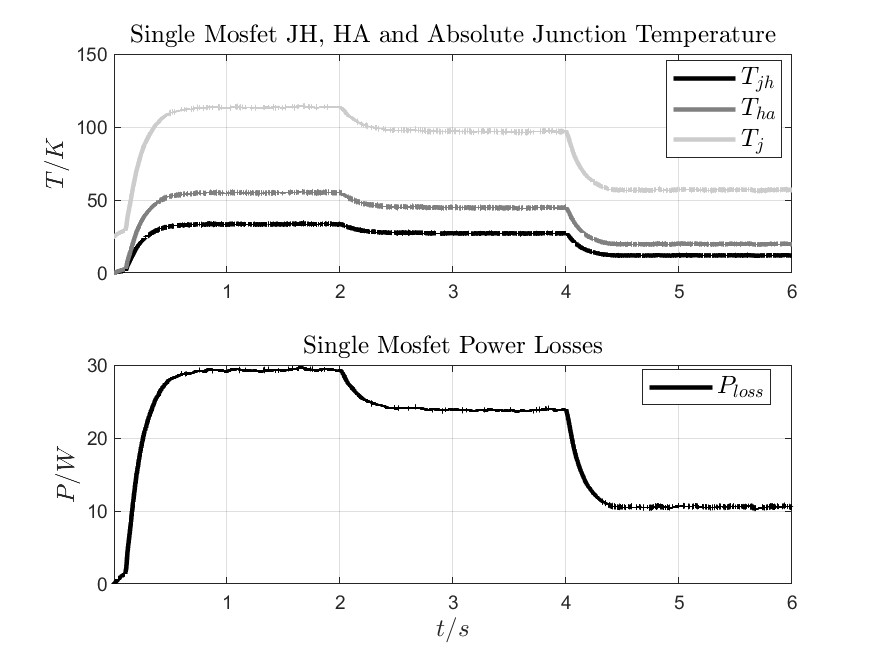 Single Mosfet JH, HA and Absolute Junction Temperature
150
100
50
0
T/K
T_jh
T_ha
T_j
1 2 3 4 5 6
Single Mosfet Power Losses
30
20
10
0
P/W
P_loss
1 2 3 4 5 6
t/s